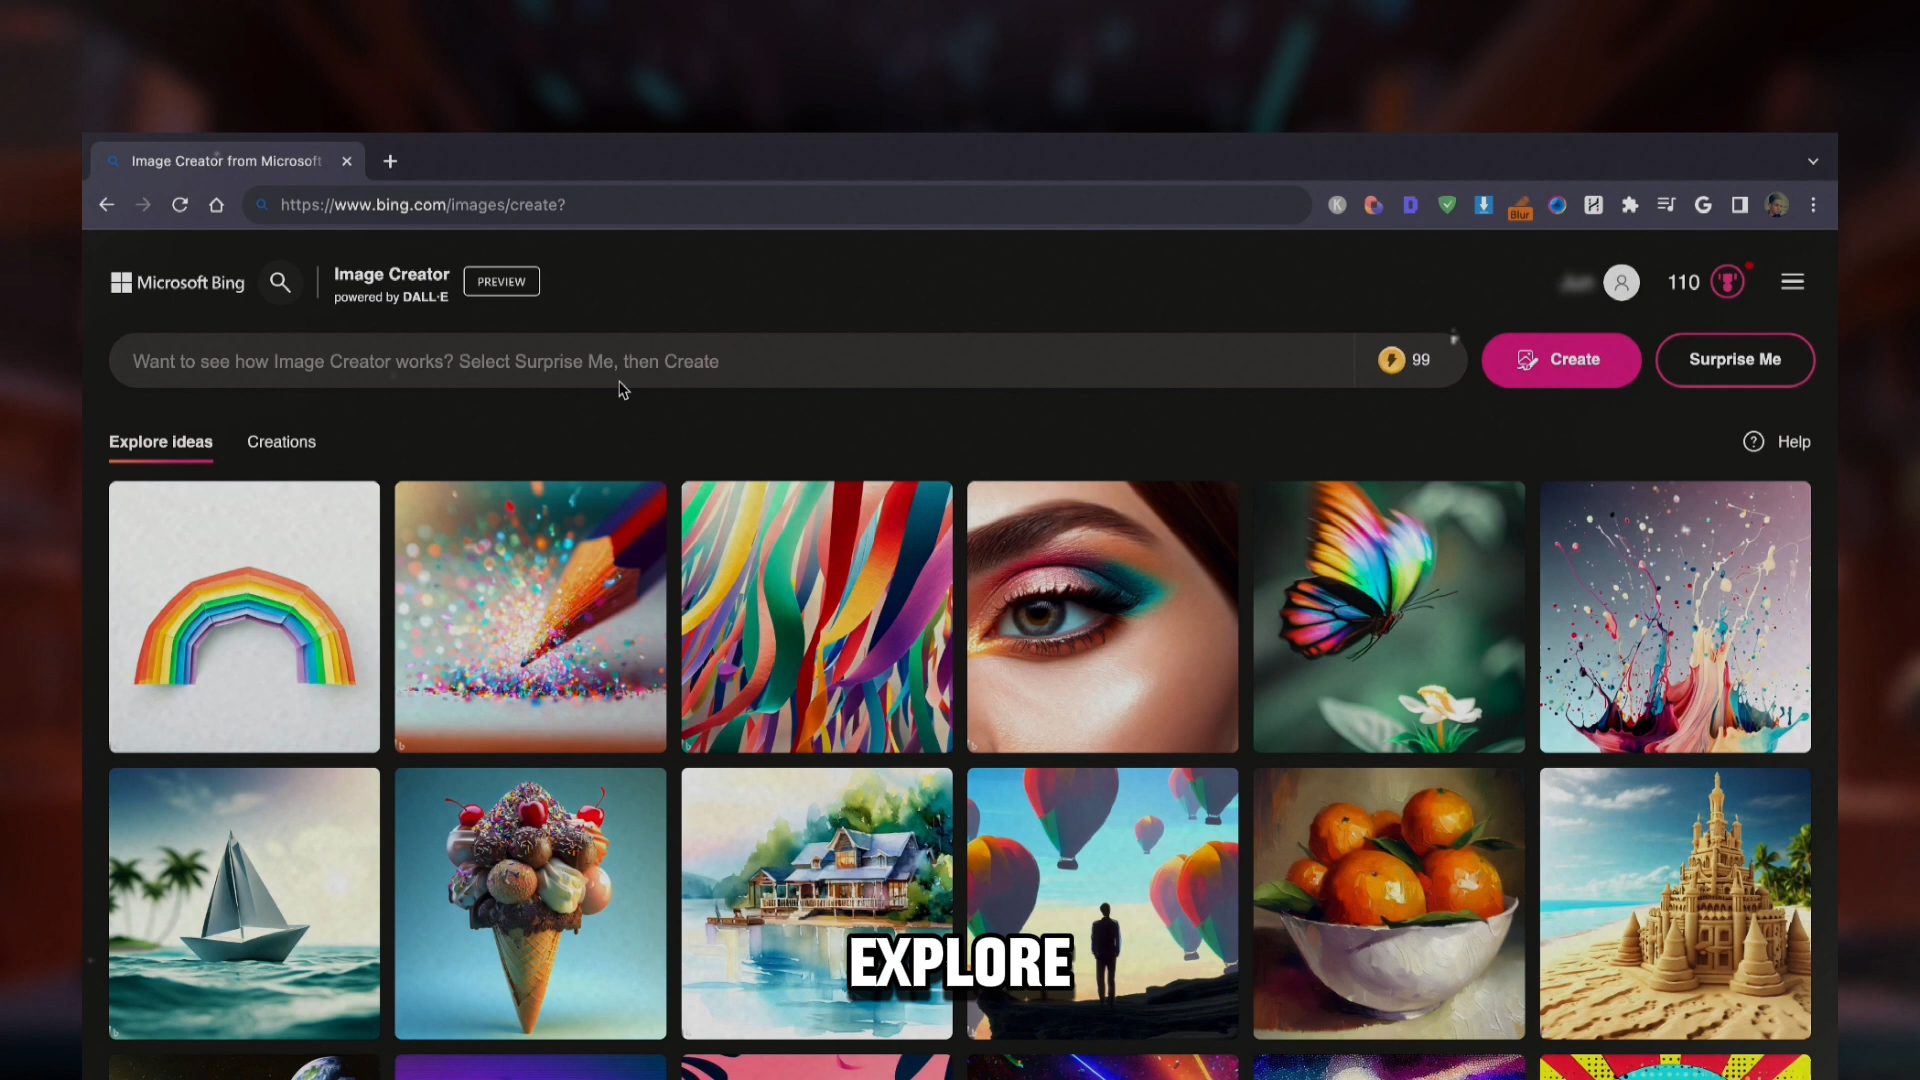 Image Creator from Microsoft
https://www.bing.com/images/create?
Blur
Microsoft Bing
Image Creator
powered by DALL·E
PREVIEW
110
Want to see how Image Creator works? Select Surprise Me, then Create
99
Create
Surprise Me
Explore ideas
Creations
Help
EXPLORE